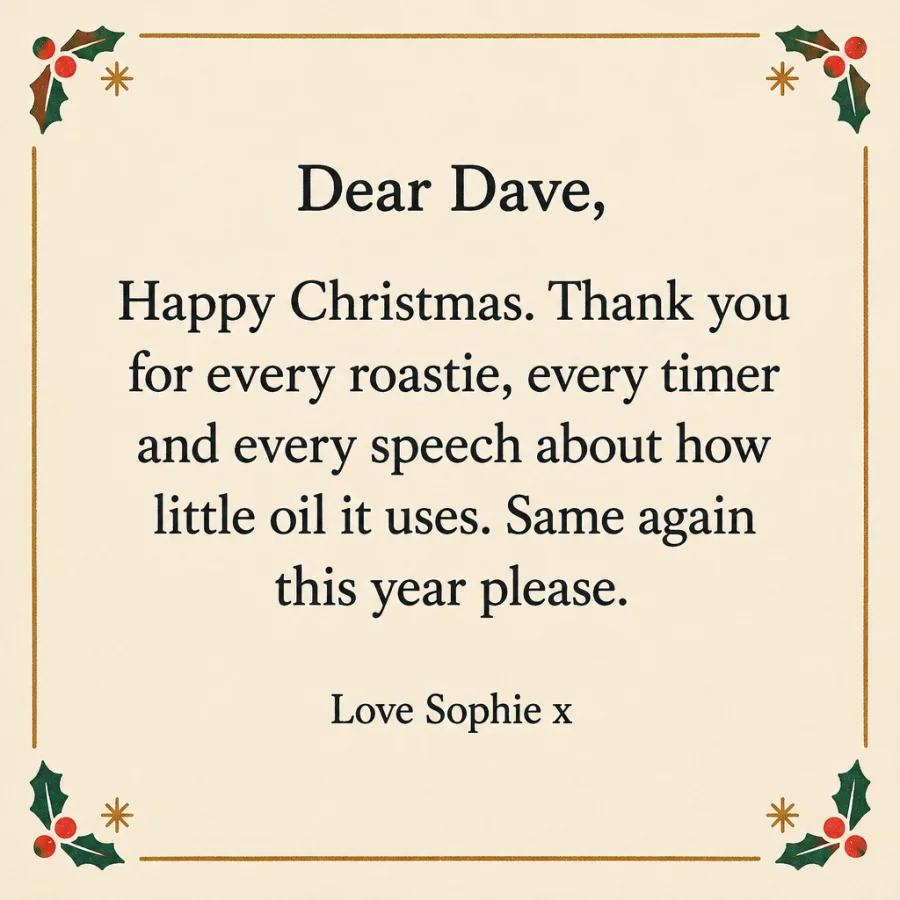 Dear Dave,
Happy Christmas. Thank you
for every roastie, every timer
and every speech about how
little oil it uses. Same again
this year please.
Love Sophie x